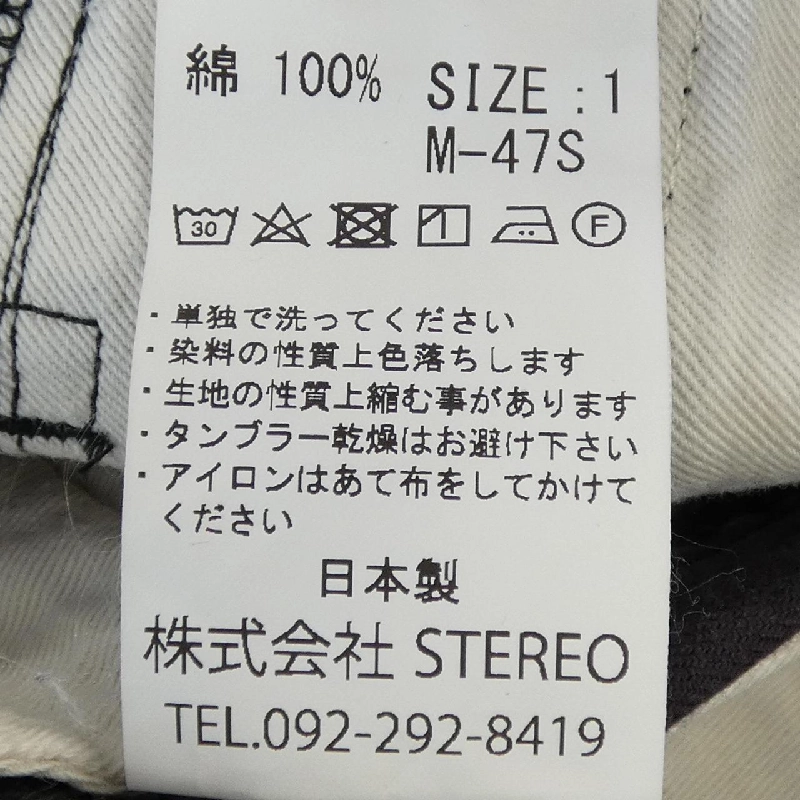 綿 100% SIZE : 1
M-47S
30 F
・単独で洗ってください
・染料の性質上色落ちします
・生地の性質上縮む事があります
・タンブラー乾燥はお避け下さい
・アイロンはあて布をしてかけて
ください
日本製
株式会社 STEREO
TEL.092-292-8419